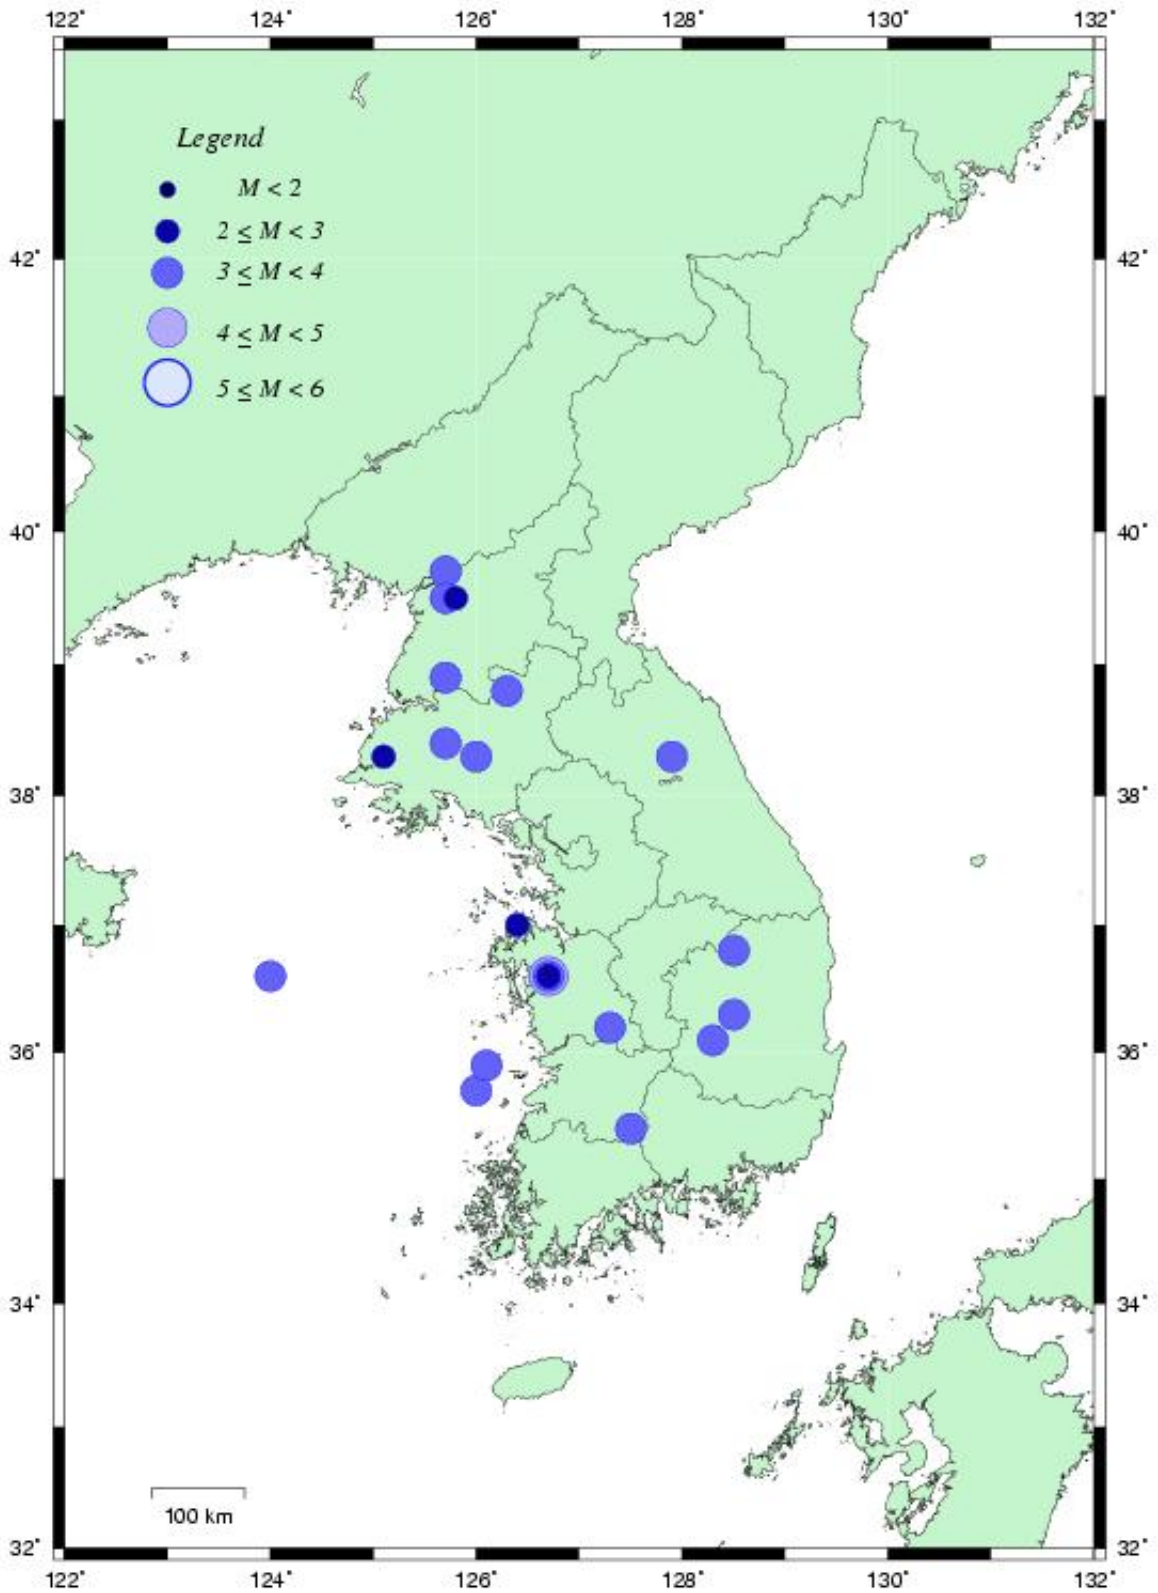 122° 124° 126° 128° 130° 132°
Legend
M < 2
2 ≤ M < 3
3 ≤ M < 4
4 ≤ M < 5
5 ≤ M < 6
42° 42°
40° 40°
38° 38°
36° 36°
34° 34°
100 km
32° 32°
122° 124° 126° 128° 130° 132°